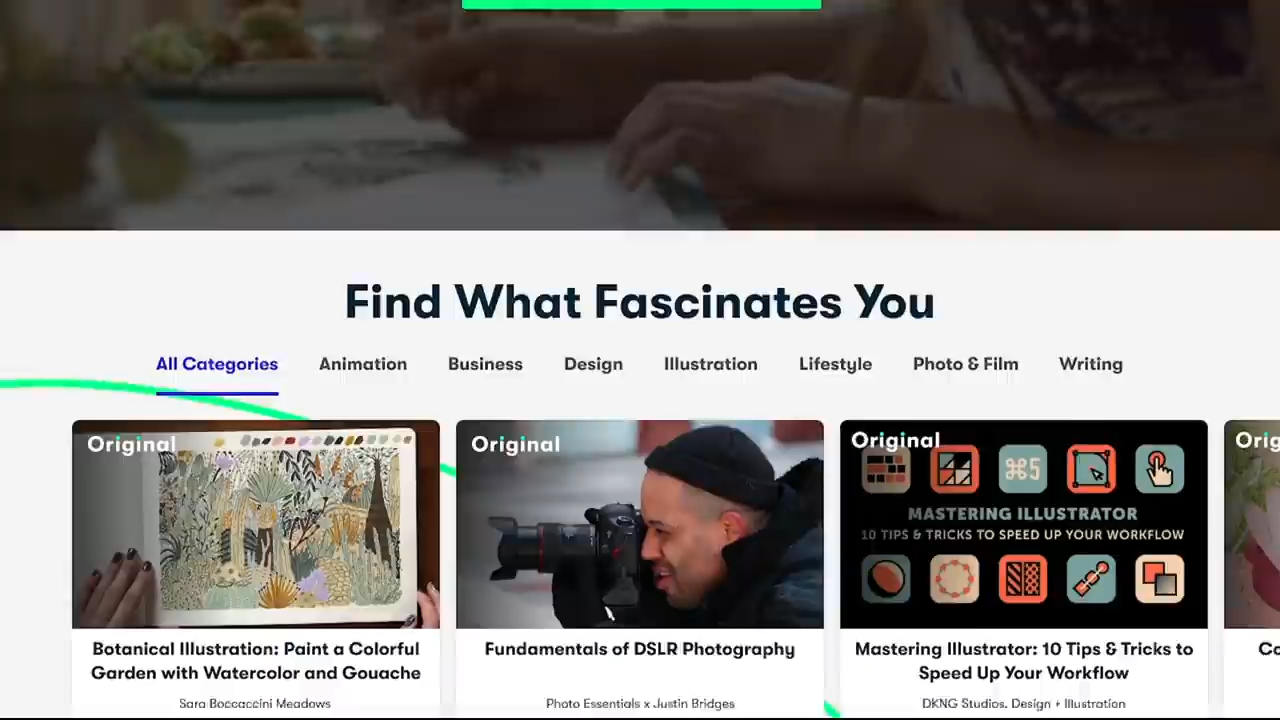 Find What Fascinates You
All Categories Animation Business Design Illustration Lifestyle Photo & Film Writing
Original
Original
Original
⌘5
MASTERING ILLUSTRATOR
10 TIPS & TRICKS TO SPEED UP YOUR WORKFLOW
Botanical Illustration: Paint a Colorful
Garden with Watercolor and Gouache
Sara Boccaccini Meadows
Fundamentals of DSLR Photography
Photo Essentials x Justin Bridges
Mastering Illustrator: 10 Tips & Tricks to
Speed Up Your Workflow
DKNG Studios, Design + Illustration